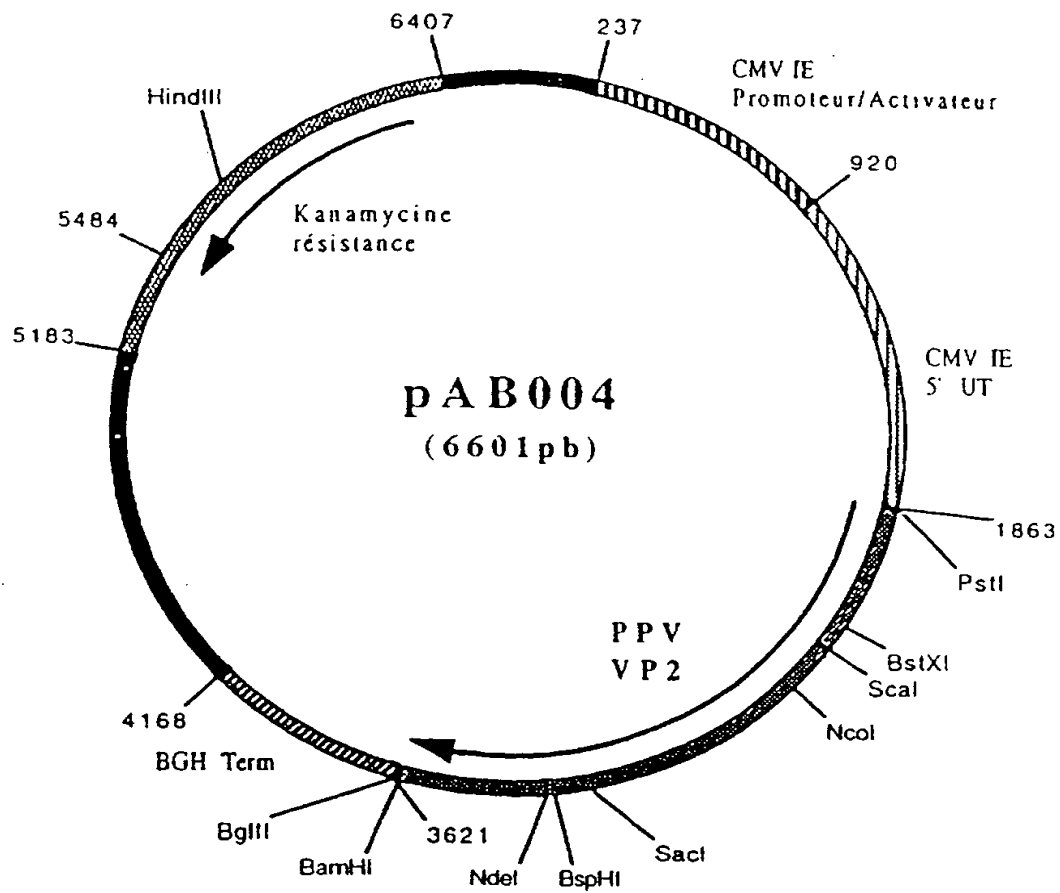 6407
237
CMV IE
Promoteur/Activateur
HindIII
920
Kanamycine
résistance
5484
5183
CMV IE
5' UT
pAB004
(6601pb)
1863
PstI
PPV
VP2
BstXI
ScaI
NcoI
4168
BGH Term
BglII
3621
BamHI
SacI
NdeI
BspHI